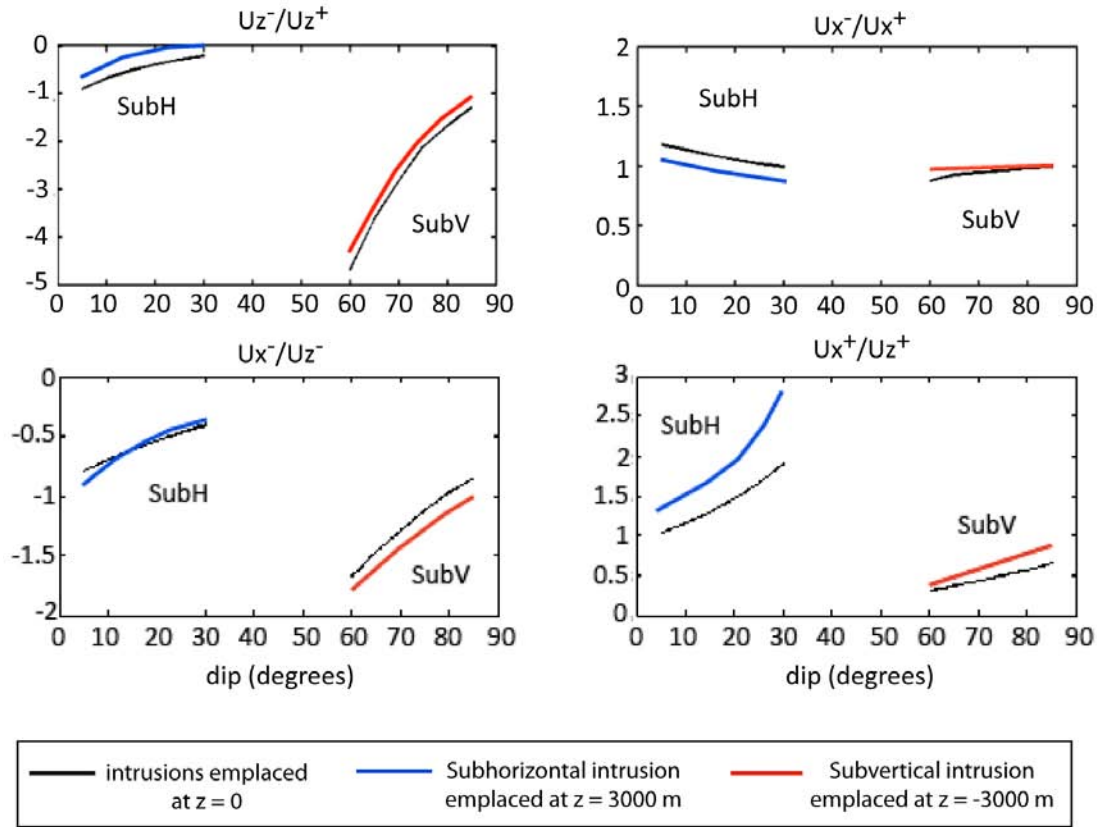 Uz⁻/Uz⁺
0
-1
-2
-3
-4
-5
SubH
SubV
0 10 20 30 40 50 60 70 80 90
Ux⁻/Ux⁺
2
1.5
1
0.5
0
SubH
SubV
0 10 20 30 40 50 60 70 80 90
Ux⁻/Uz⁻
0
-0.5
-1
-1.5
-2
SubH
SubV
0 10 20 30 40 50 60 70 80 90
dip (degrees)
Ux⁺/Uz⁺
3
2.5
2
1.5
1
0.5
0
SubH
SubV
0 10 20 30 40 50 60 70 80 90
dip (degrees)
intrusions emplaced
at z = 0
Subhorizontal intrusion
emplaced at z = 3000 m
Subvertical intrusion
emplaced at z = -3000 m